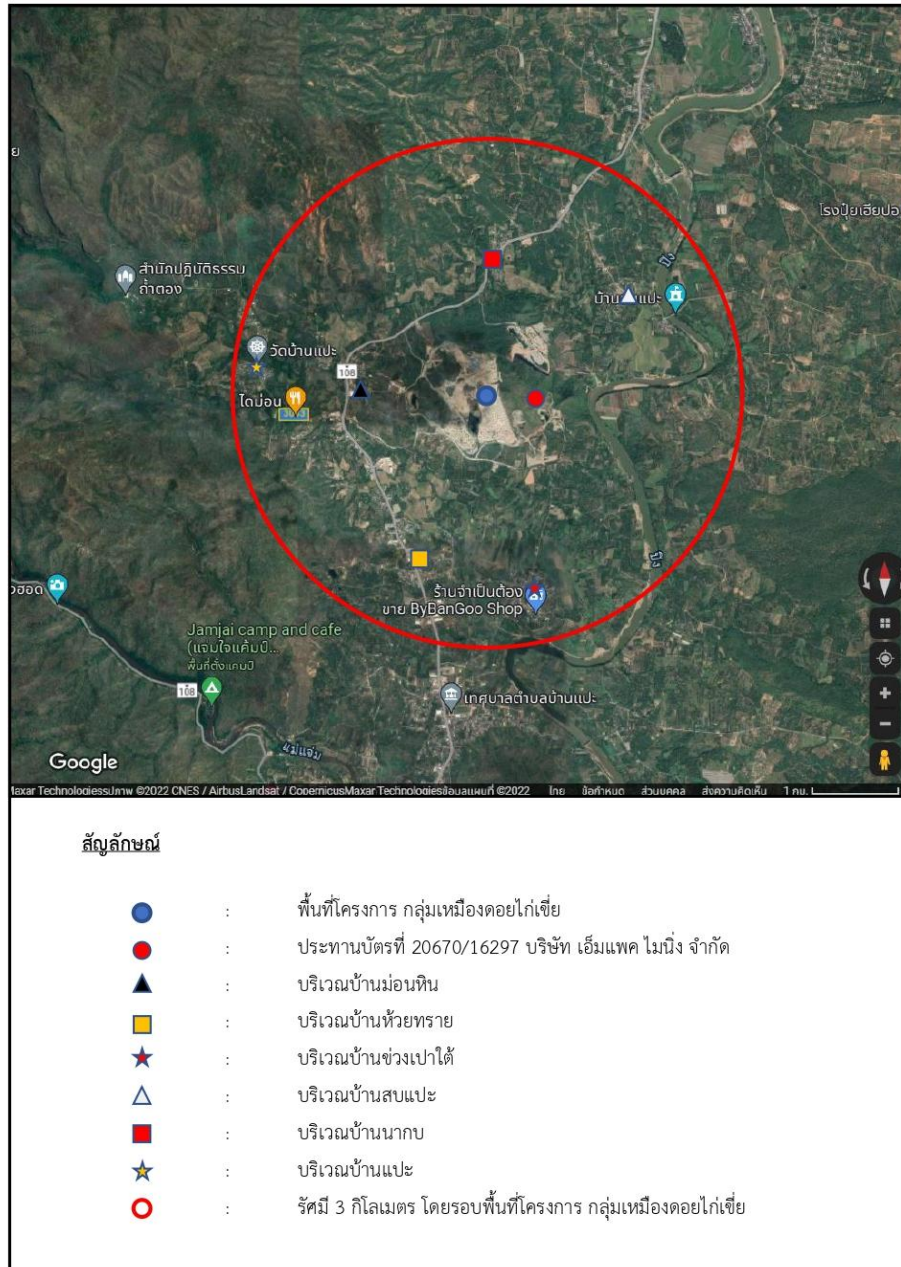 ปิง
โรงปุ๋ยเฮียปอ
สำนักปฏิบัติธรรม
ถ้ำตอง
วัดบ้านแปะ
108
ไดม่อน
ปิง
ร้านจำเป็นต้อง
ขาย ByBanGoo Shop
Jamjai camp and cafe
(แจมใจแค้มป์...
พื้นที่ตั้งแคมป์
108
เทศบาลตำบลบ้านแปะ
แม่แจ่ม
Google
1 กม.
สัญลักษณ์
: พื้นที่โครงการ กลุ่มเหมืองดอยไก่เขี่ย
: ประทานบัตรที่ 20670/16297 บริษัท เอ็มแพค ไมนิ่ง จำกัด
: บริเวณบ้านม่อนหิน
: บริเวณบ้านห้วยทราย
: บริเวณบ้านข่วงเปาใต้
: บริเวณบ้านสบแปะ
: บริเวณบ้านนากบ
: บริเวณบ้านแปะ
: รัศมี 3 กิโลเมตร โดยรอบพื้นที่โครงการ กลุ่มเหมืองดอยไก่เขี่ย